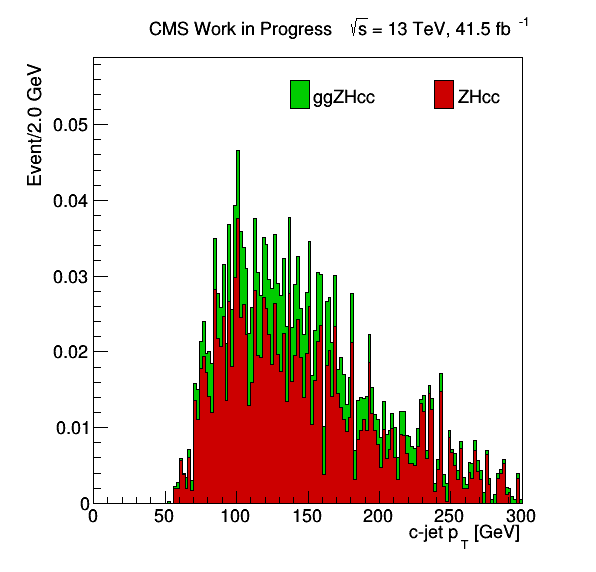 CMS Work in Progress √s = 13 TeV, 41.5 fb -1
Event/2.0 GeV
ggZHcc ZHcc
0.05
0.04
0.03
0.02
0.01
0
0 50 100 150 200 250 300
c-jet p_T [GeV]